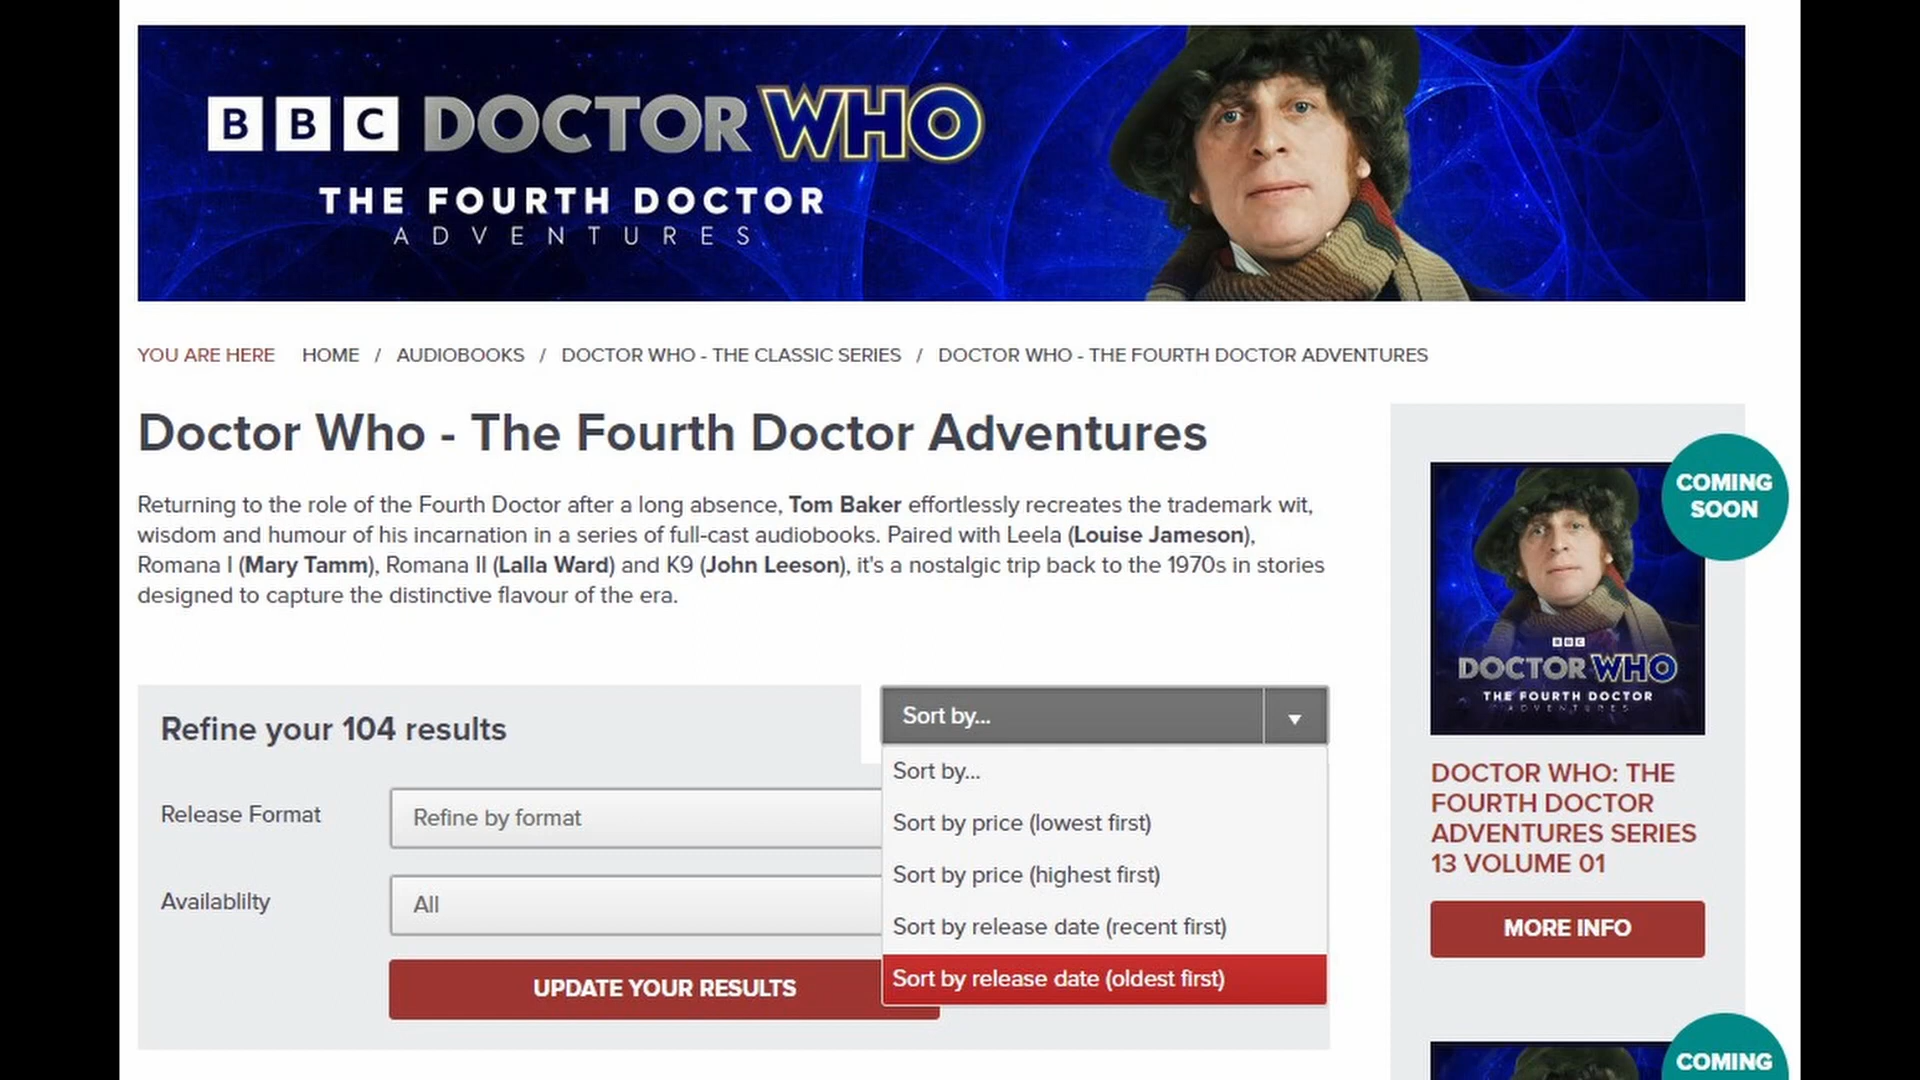 BBC DOCTOR WHO
THE FOURTH DOCTOR
ADVENTURES
YOU ARE HERE HOME / AUDIOBOOKS / DOCTOR WHO - THE CLASSIC SERIES / DOCTOR WHO - THE FOURTH DOCTOR ADVENTURES
Doctor Who - The Fourth Doctor Adventures
Returning to the role of the Fourth Doctor after a long absence, Tom Baker effortlessly recreates the trademark wit,
wisdom and humour of his incarnation in a series of full-cast audiobooks. Paired with Leela (Louise Jameson),
Romana I (Mary Tamm), Romana II (Lalla Ward) and K9 (John Leeson), it's a nostalgic trip back to the 1970s in stories
designed to capture the distinctive flavour of the era.
Refine your 104 results
Release Format
Refine by format
Availablilty
All
UPDATE YOUR RESULTS
Sort by...
Sort by...
Sort by price (lowest first)
Sort by price (highest first)
Sort by release date (recent first)
Sort by release date (oldest first)
COMING
SOON
BBC
DOCTOR WHO
THE FOURTH DOCTOR
ADVENTURES
DOCTOR WHO: THE
FOURTH DOCTOR
ADVENTURES SERIES
13 VOLUME 01
MORE INFO
COMING